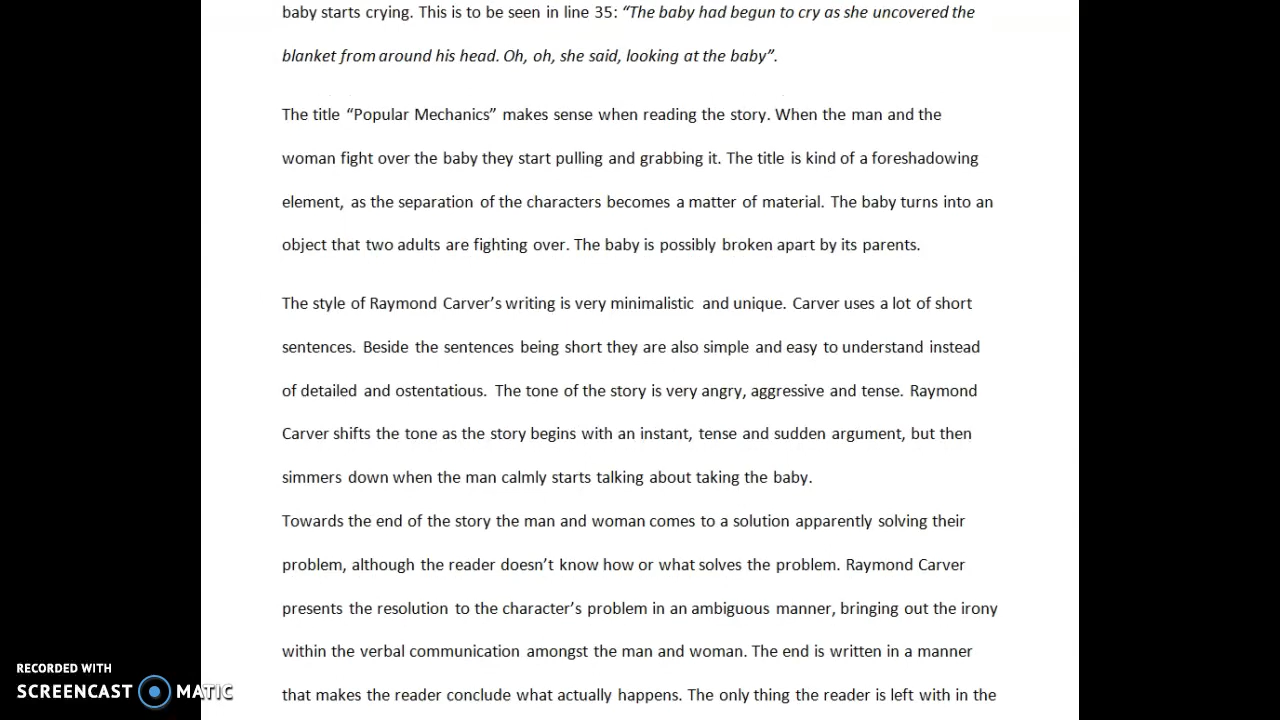 baby starts crying. This is to be seen in line 35: “The baby had begun to cry as she uncovered the
blanket from around his head. Oh, oh, she said, looking at the baby”.
The title “Popular Mechanics” makes sense when reading the story. When the man and the
woman fight over the baby they start pulling and grabbing it. The title is kind of a foreshadowing
element, as the separation of the characters becomes a matter of material. The baby turns into an
object that two adults are fighting over. The baby is possibly broken apart by its parents.
The style of Raymond Carver’s writing is very minimalistic and unique. Carver uses a lot of short
sentences. Beside the sentences being short they are also simple and easy to understand instead
of detailed and ostentatious. The tone of the story is very angry, aggressive and tense. Raymond
Carver shifts the tone as the story begins with an instant, tense and sudden argument, but then
simmers down when the man calmly starts talking about taking the baby.
Towards the end of the story the man and woman comes to a solution apparently solving their
problem, although the reader doesn’t know how or what solves the problem. Raymond Carver
presents the resolution to the character’s problem in an ambiguous manner, bringing out the irony
within the verbal communication amongst the man and woman. The end is written in a manner
that makes the reader conclude what actually happens. The only thing the reader is left with in the
RECORDED WITH
SCREENCAST MATIC